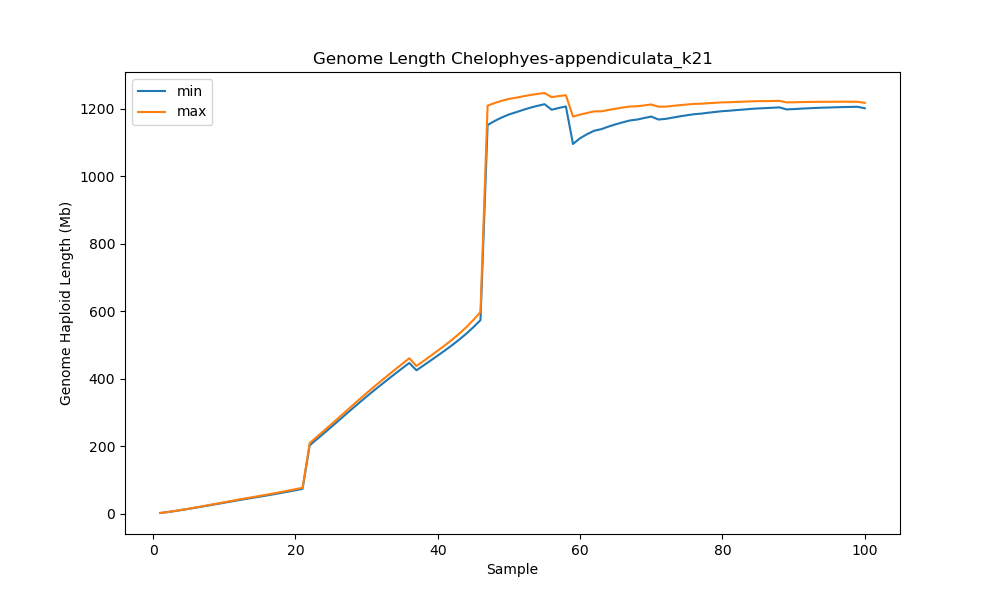 Genome Length Chelophyes-appendiculata_k21
min
max
Genome Haploid Length (Mb)
1200
1000
800
600
400
200
0
0 20 40 60 80 100
Sample